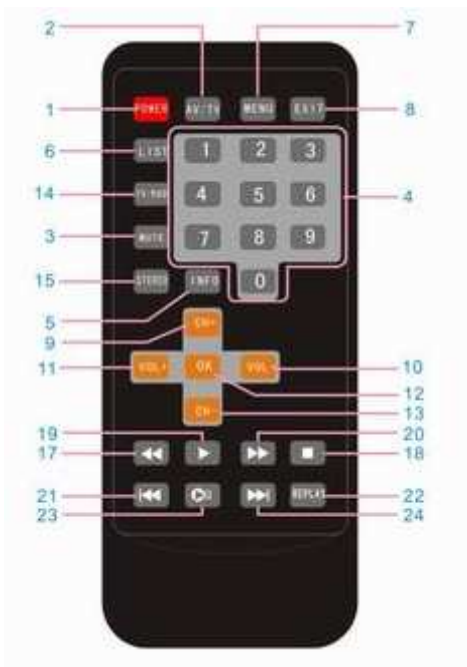 2 7
1 POWER AV/TV MENU EXIT 8
6 LIST 1 2 3
14 4 5 6 4
3 MUTE 7 8 9
15 STEREO INFO 0
5
9 CH+
11 VOL+ OK VOL- 10
12
CH- 13
19 20
17 18
21 REPLAY 22
23 24